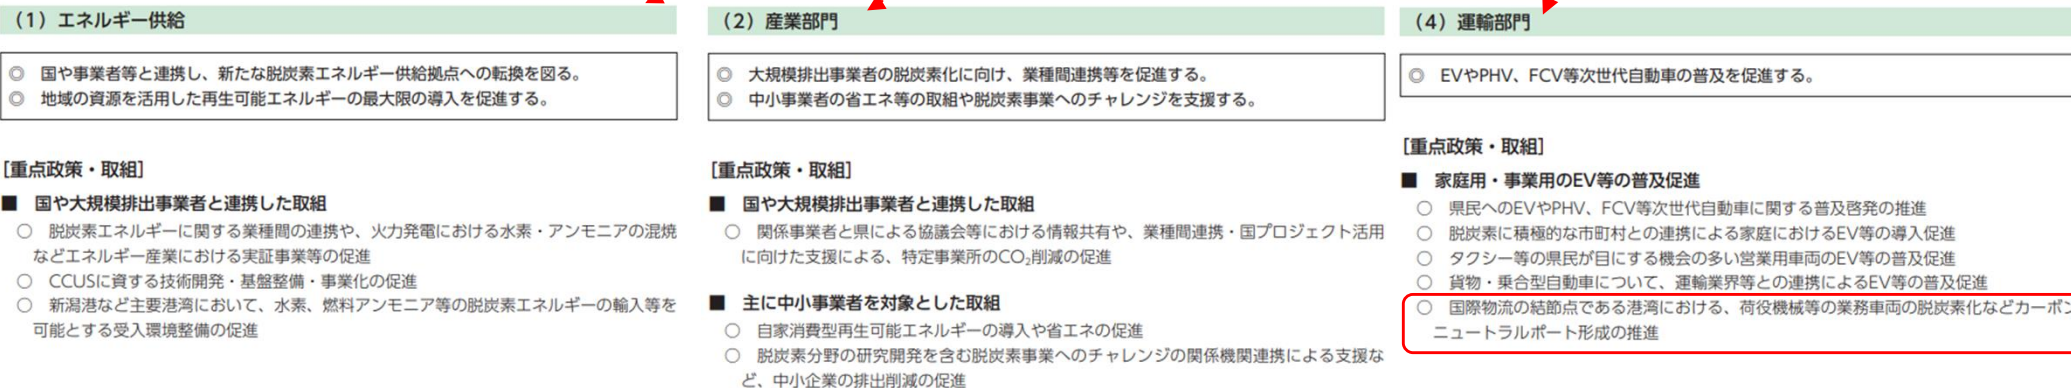 （1）エネルギー供給
◎ 国や事業者等と連携し、新たな脱炭素エネルギー供給拠点への転換を図る。
◎ 地域の資源を活用した再生可能エネルギーの最大限の導入を促進する。
［重点政策・取組］
■ 国や大規模排出事業者と連携した取組
○ 脱炭素エネルギーに関する業種間の連携や、火力発電における水素・アンモニアの混焼
などエネルギー産業における実証事業等の促進
○ CCUSに資する技術開発・基盤整備・事業化の促進
○ 新潟港など主要港湾において、水素、燃料アンモニア等の脱炭素エネルギーの輸入等を
可能とする受入環境整備の促進
（2）産業部門
◎ 大規模排出事業者の脱炭素化に向け、業種間連携等を促進する。
◎ 中小事業者の省エネ等の取組や脱炭素事業へのチャレンジを支援する。
［重点政策・取組］
■ 国や大規模排出事業者と連携した取組
○ 関係事業者と県による協議会等における情報共有や、業種間連携・国プロジェクト活用
に向けた支援による、特定事業所のCO₂削減の促進
■ 主に中小事業者を対象とした取組
○ 自家消費型再生可能エネルギーの導入や省エネの促進
○ 脱炭素分野の研究開発を含む脱炭素事業へのチャレンジの関係機関連携による支援な
ど、中小企業の排出削減の促進
（4）運輸部門
◎ EVやPHV、FCV等次世代自動車の普及を促進する。
［重点政策・取組］
■ 家庭用・事業用のEV等の普及促進
○ 県民へのEVやPHV、FCV等次世代自動車に関する普及啓発の推進
○ 脱炭素に積極的な市町村との連携による家庭におけるEV等の導入促進
○ タクシー等の県民が目にする機会の多い営業用車両のEV等の普及促進
○ 貨物・乗合型自動車について、運輸業界等との連携によるEV等の普及促進
○ 国際物流の結節点である港湾における、荷役機械等の業務車両の脱炭素化などカーボン
ニュートラルポート形成の推進